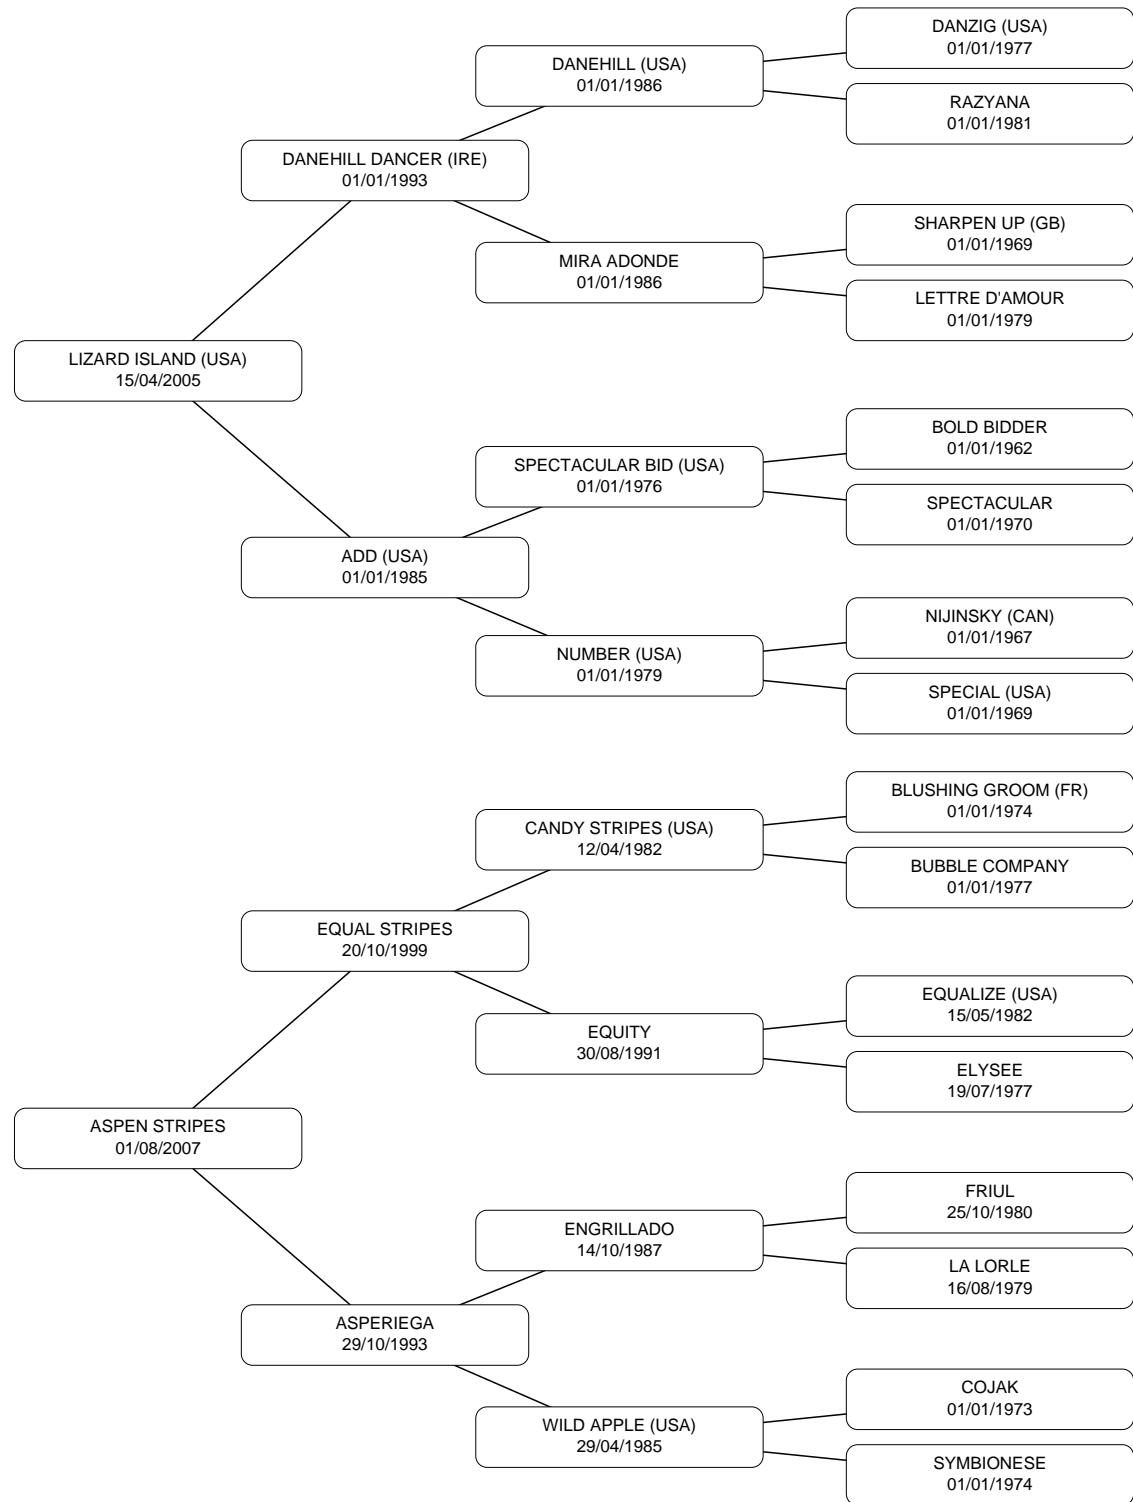 DANZIG (USA)
01/01/1977
DANEHILL (USA)
01/01/1986
RAZYANA
01/01/1981
DANEHILL DANCER (IRE)
01/01/1993
SHARPEN UP (GB)
01/01/1969
MIRA ADONDE
01/01/1986
LETTRE D'AMOUR
01/01/1979
LIZARD ISLAND (USA)
15/04/2005
BOLD BIDDER
01/01/1962
SPECTACULAR BID (USA)
01/01/1976
SPECTACULAR
01/01/1970
ADD (USA)
01/01/1985
NIJINSKY (CAN)
01/01/1967
NUMBER (USA)
01/01/1979
SPECIAL (USA)
01/01/1969
BLUSHING GROOM (FR)
01/01/1974
CANDY STRIPES (USA)
12/04/1982
BUBBLE COMPANY
01/01/1977
EQUAL STRIPES
20/10/1999
EQUALIZE (USA)
15/05/1982
EQUITY
30/08/1991
ELYSEE
19/07/1977
ASPEN STRIPES
01/08/2007
FRIUL
25/10/1980
ENGRILLADO
14/10/1987
LA LORLE
16/08/1979
ASPERIEGA
29/10/1993
COJAK
01/01/1973
WILD APPLE (USA)
29/04/1985
SYMBIONESE
01/01/1974